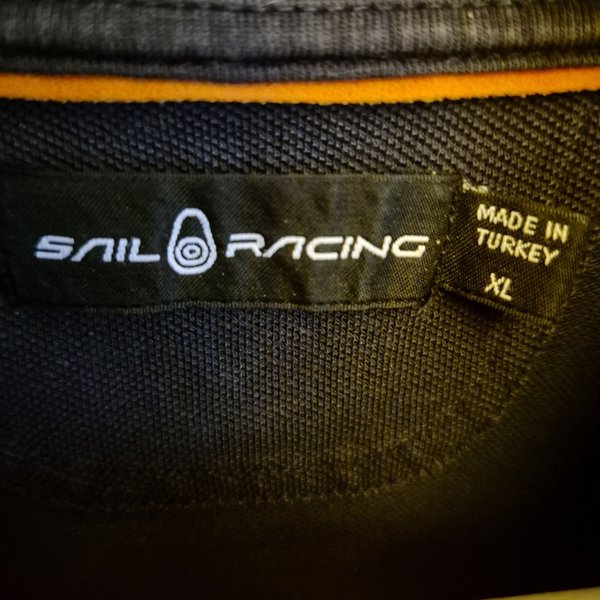 SAIL RACING
MADE IN
TURKEY
XL